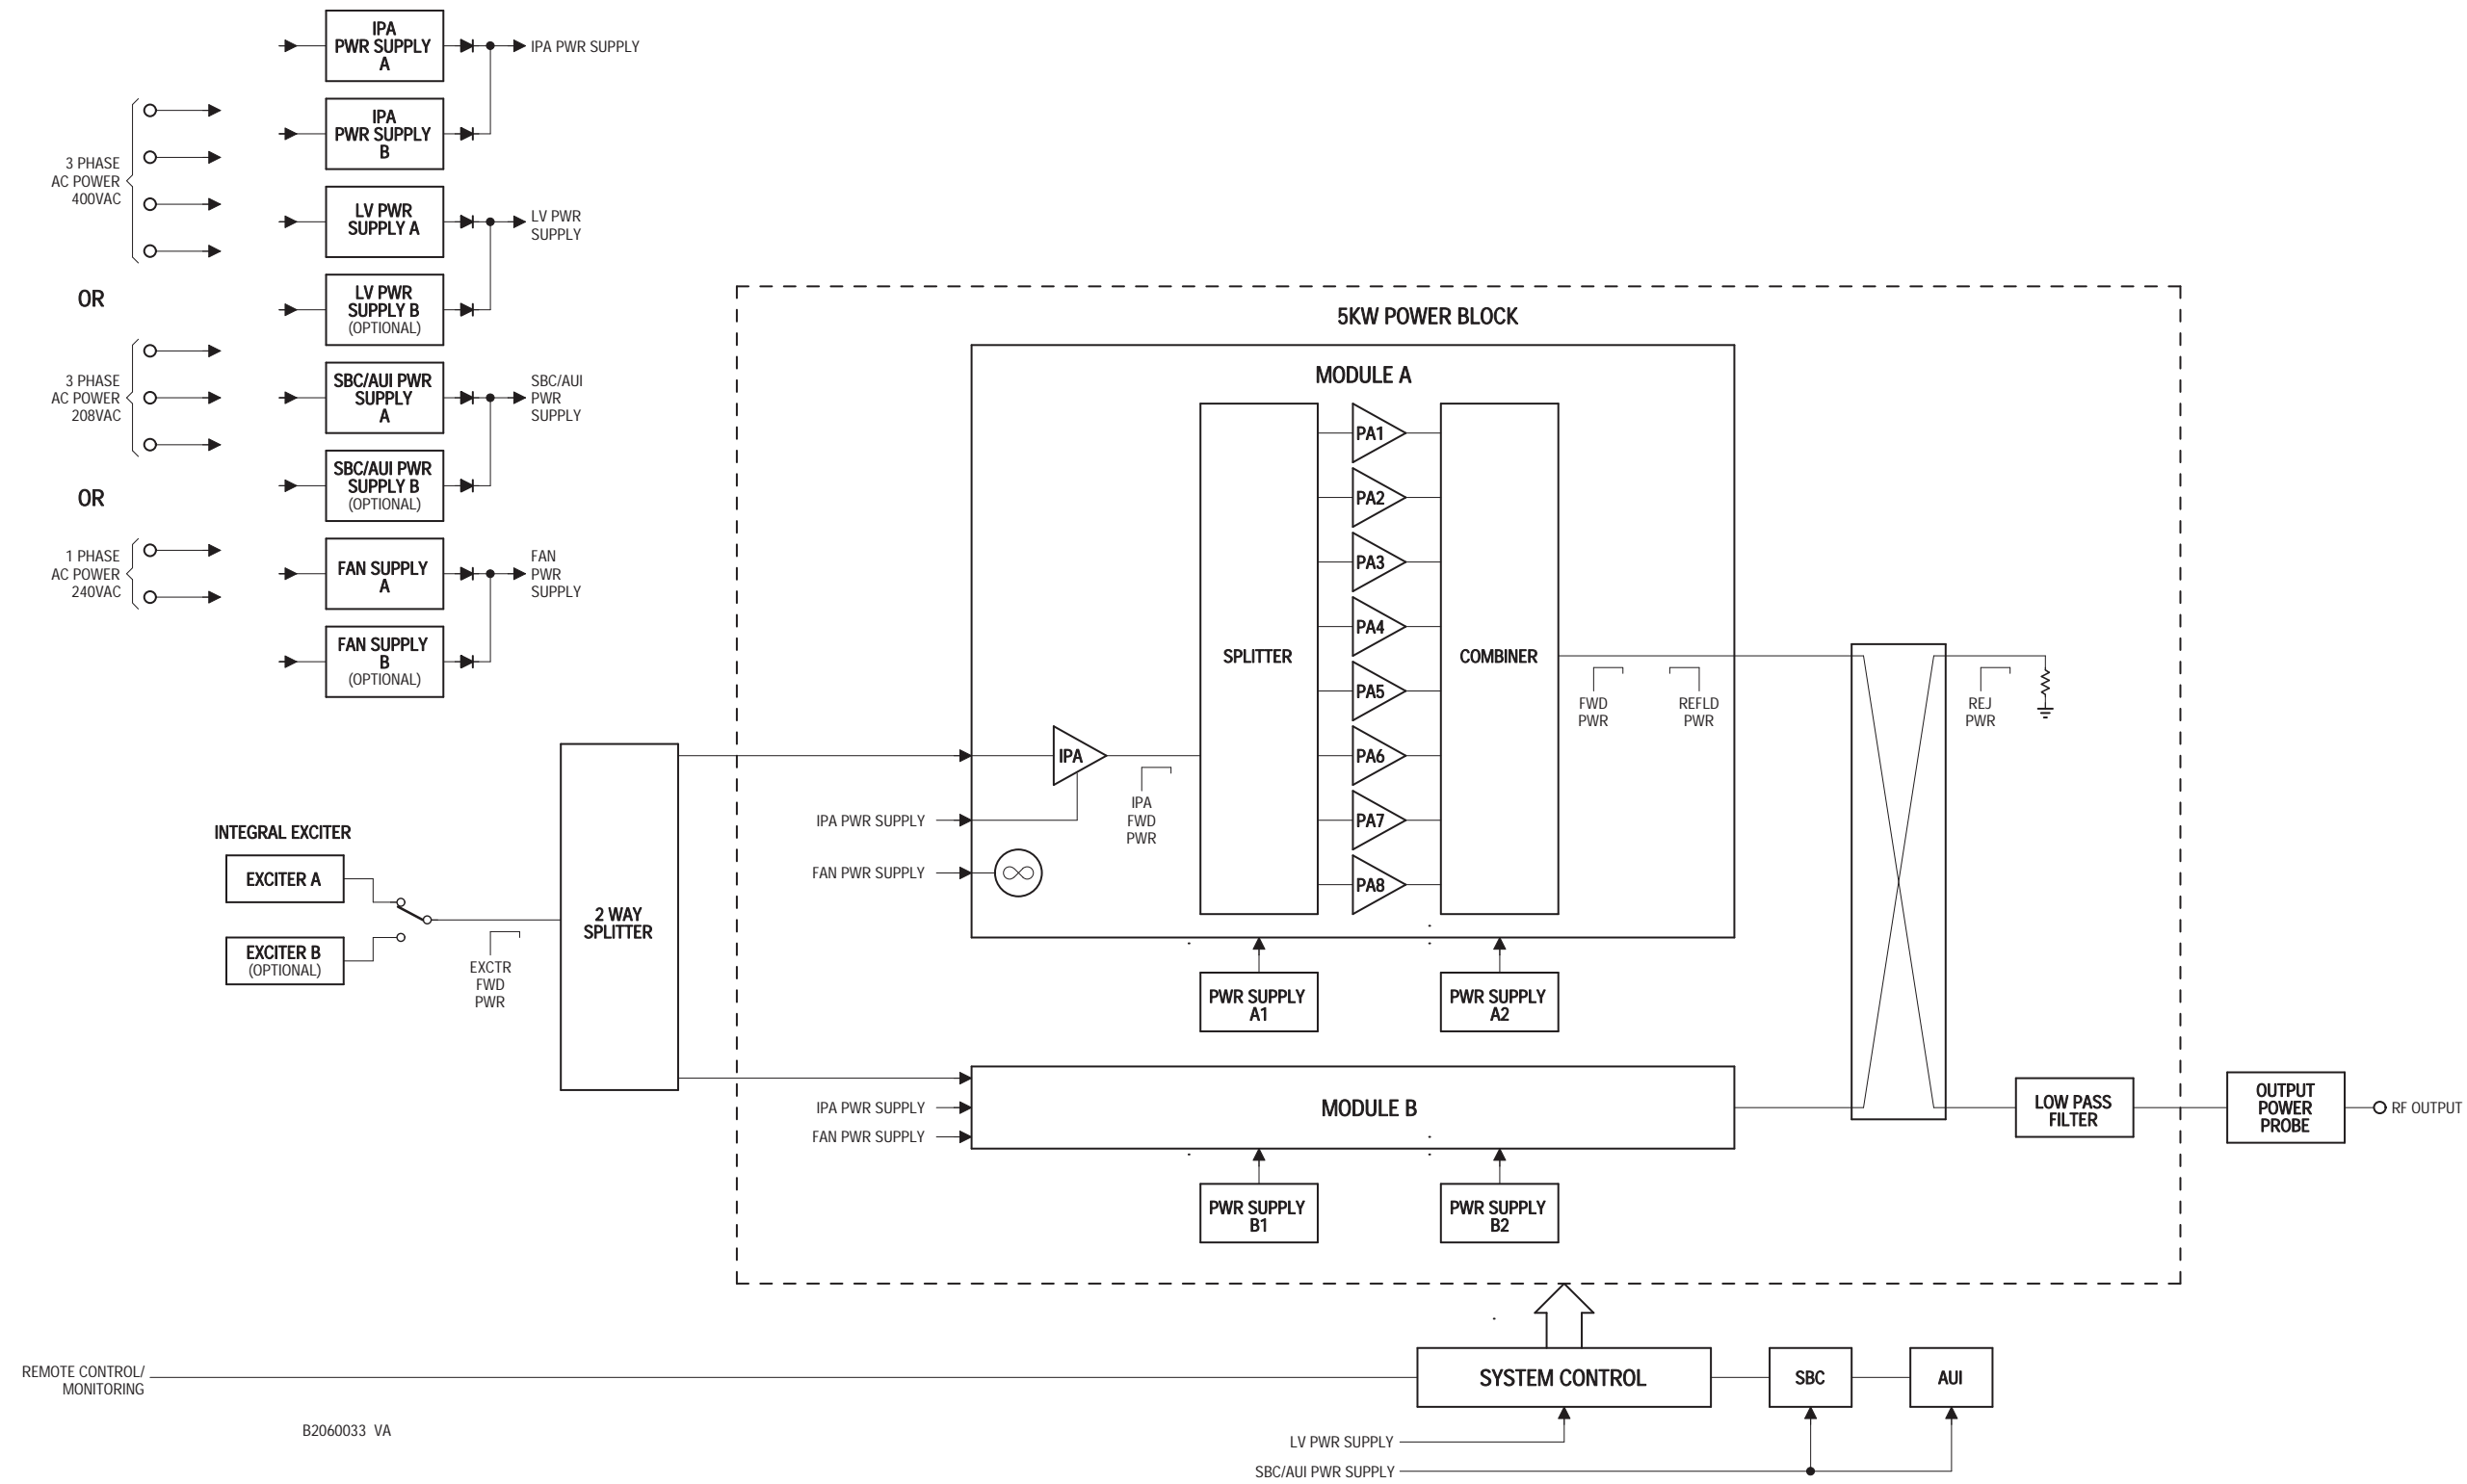 IPA
PWR SUPPLY
A
IPA PWR SUPPLY
IPA
PWR SUPPLY
B
3 PHASE
AC POWER
400VAC
LV PWR
SUPPLY A
LV PWR
SUPPLY
OR
LV PWR
SUPPLY B
(OPTIONAL)
3 PHASE
AC POWER
208VAC
SBC/AUI PWR
SUPPLY
A
SBC/AUI
PWR
SUPPLY
SBC/AUI PWR
SUPPLY B
(OPTIONAL)
OR
1 PHASE
AC POWER
240VAC
FAN SUPPLY
A
FAN
PWR
SUPPLY
FAN SUPPLY
B
(OPTIONAL)
5KW POWER BLOCK
MODULE A
PA1
PA2
PA3
PA4
PA5
PA6
PA7
PA8
SPLITTER
COMBINER
FWD
PWR
REFLD
PWR
REJ
PWR
IPA
IPA
FWD
PWR
IPA PWR SUPPLY
FAN PWR SUPPLY
INTEGRAL EXCITER
EXCITER A
EXCITER B
(OPTIONAL)
EXCTR
FWD
PWR
2 WAY
SPLITTER
PWR SUPPLY
A1
PWR SUPPLY
A2
IPA PWR SUPPLY
FAN PWR SUPPLY
MODULE B
PWR SUPPLY
B1
PWR SUPPLY
B2
LOW PASS
FILTER
OUTPUT
POWER
PROBE
RF OUTPUT
REMOTE CONTROL/
MONITORING
SYSTEM CONTROL
SBC
AUI
B2060033 VA
LV PWR SUPPLY
SBC/AUI PWR SUPPLY